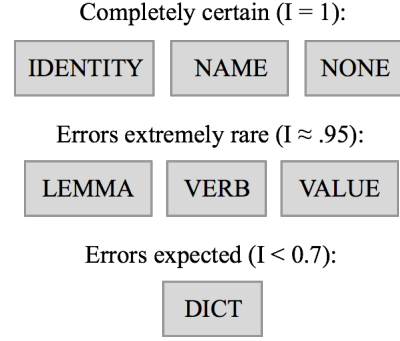 Completely certain (I = 1):
IDENTITY NAME NONE
Errors extremely rare (I ≈ .95):
LEMMA VERB VALUE
Errors expected (I < 0.7):
DICT